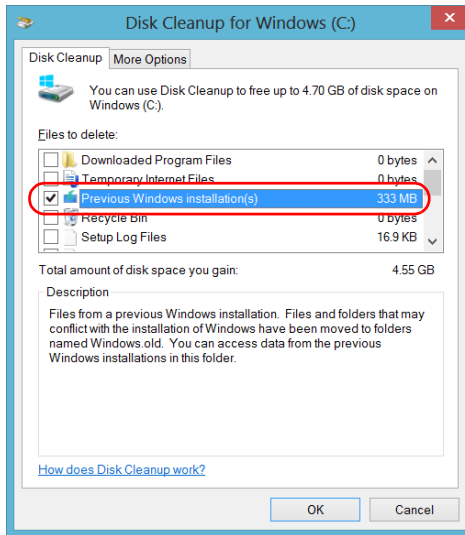 Disk Cleanup for Windows (C:)
Disk Cleanup
More Options
You can use Disk Cleanup to free up to 4.70 GB of disk space on
Windows (C:).
Files to delete:
Downloaded Program Files 0 bytes
Temporary Internet Files 0 bytes
Previous Windows installation(s) 333 MB
Recycle Bin 0 bytes
Setup Log Files 16.9 KB
Total amount of disk space you gain: 4.55 GB
Description
Files from a previous Windows installation. Files and folders that may
conflict with the installation of Windows have been moved to folders
named Windows.old. You can access data from the previous
Windows installations in this folder.
How does Disk Cleanup work?
OK
Cancel